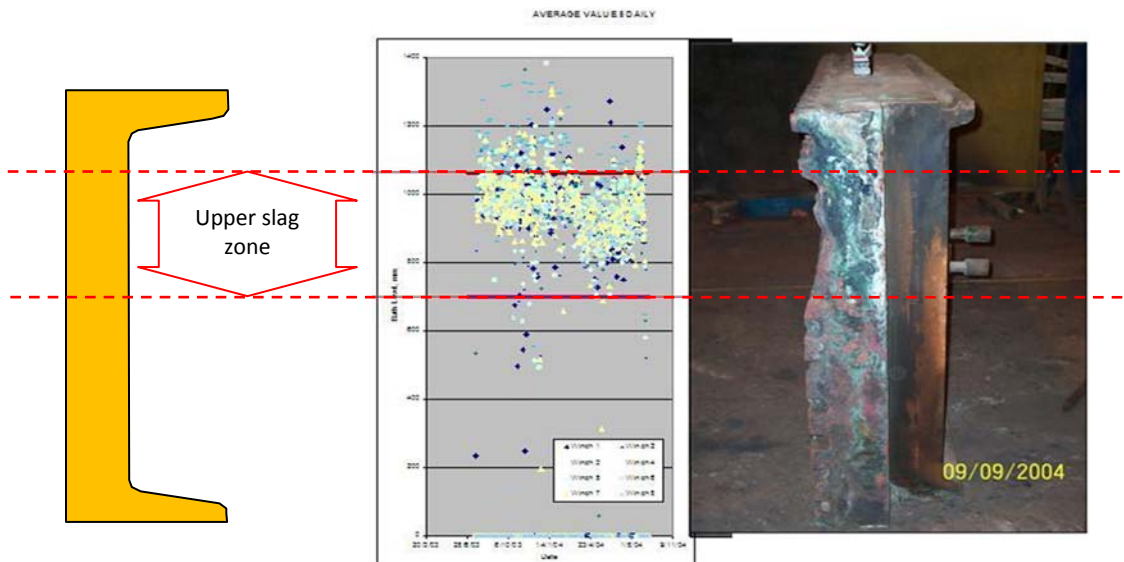 AVERAGE VALUES DAILY
1400
1200
1000
800
600
400
200
0
Upper slag
zone
Winch 1
Winch 2
Winch 3
Winch 4
Winch 5
Winch 6
Winch 7
Winch 8
Date
09/09/2004